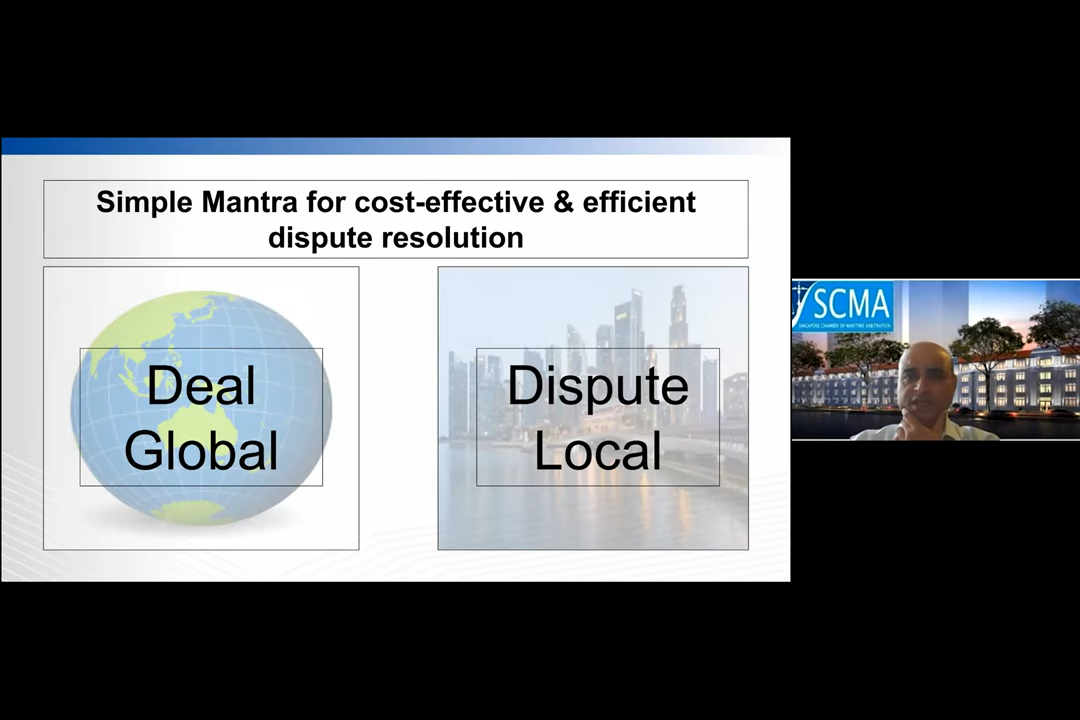 Simple Mantra for cost-effective & efficient
dispute resolution
Deal
Global
Dispute
Local
SCMA
SINGAPORE CHAMBER OF MARITIME ARBITRATION